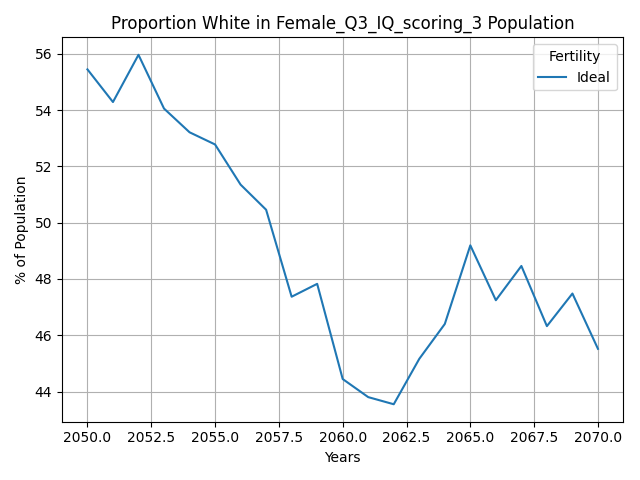 Proportion White in Female_Q3_IQ_scoring_3 Population
Fertility
Ideal
% of Population
56
54
52
50
48
46
44
2050.0 2052.5 2055.0 2057.5 2060.0 2062.5 2065.0 2067.5 2070.0
Years